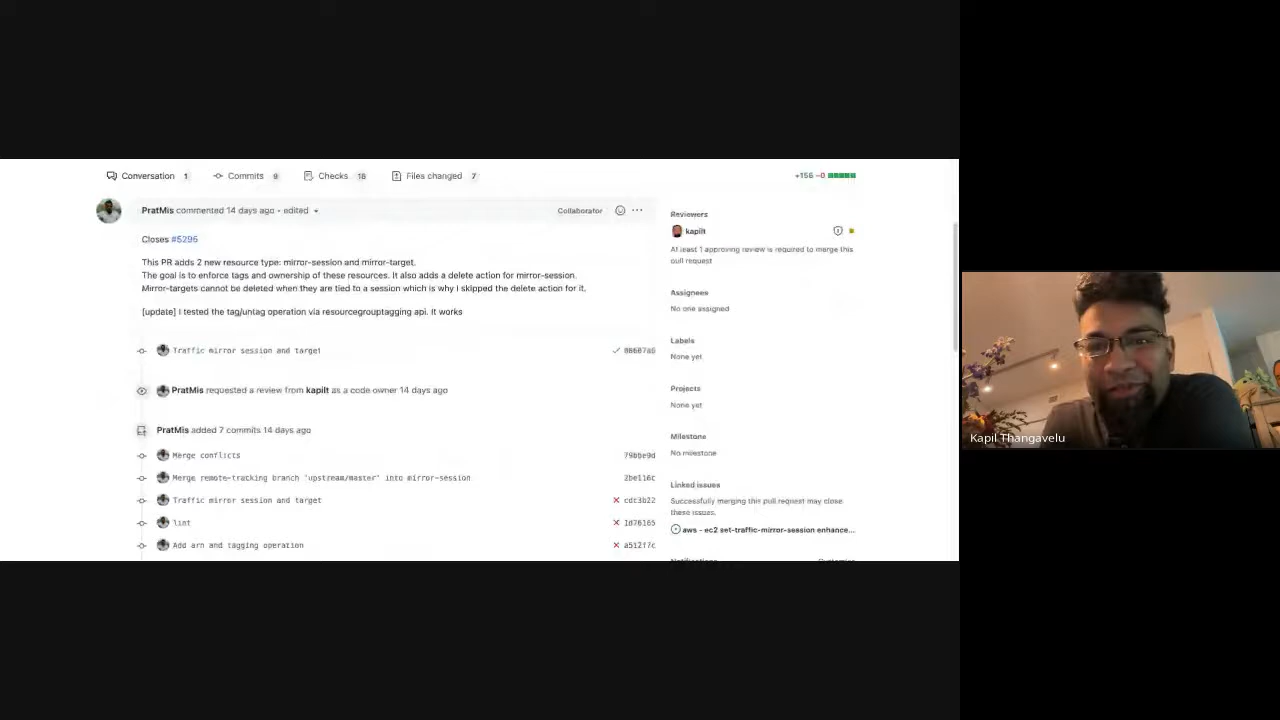 Conversation 1 Commits 9 Checks 18 Files changed 7 +156 −0
PratMis commented 14 days ago • edited Collaborator
Closes #5296
This PR adds 2 new resource type: mirror-session and mirror-target.
The goal is to enforce tags and ownership of these resources. It also adds a delete action for mirror-session.
Mirror-targets cannot be deleted when they are tied to a session which is why I skipped the delete action for it.
[update] I tested the tag/untag operation via resourcegrouptagging api. It works
Traffic mirror session and target
PratMis requested a review from kapilt as a code owner 14 days ago
PratMis added 7 commits 14 days ago
Merge conflicts 79bbe9d
Merge remote-tracking branch 'upstream/master' into mirror-session 2be116c
Traffic mirror session and target cdc3b22
lint 1d76165
Add arn and tagging operation a512f7c
Reviewers
kapilt
At least 1 approving review is required to merge this
pull request
Assignees
No one assigned
Labels
None yet
Projects
None yet
Milestone
No milestone
Linked issues
Successfully merging this pull request may close
these issues.
aws - ec2 set-traffic-mirror-session enhance...
Kapil Thangavelu